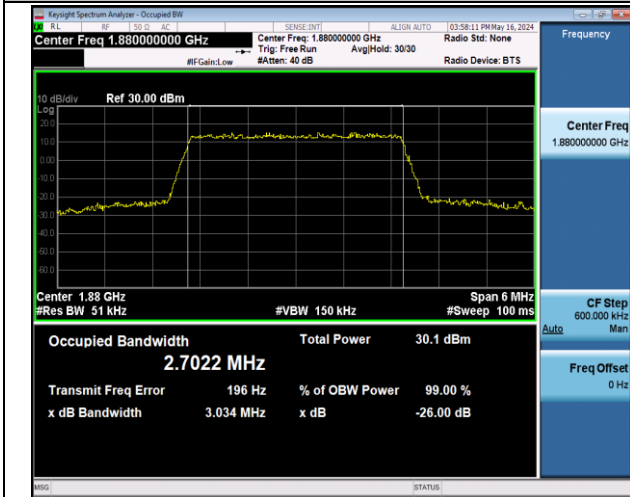 Keysight Spectrum Analyzer - Occupied BW
RL RF 50 Ω AC SENSE:INT ALIGN AUTO 03:58:11 PM May 16, 2024
Center Freq 1.880000000 GHz
Center Freq: 1.880000000 GHz
Radio Std: None
Trig: Free Run Avg|Hold: 30/30
#IFGain:Low #Atten: 40 dB Radio Device: BTS
Frequency
10 dB/div Ref 30.00 dBm
Log
20.0
10.0
0.00
-10.0
-20.0
-30.0
-40.0
-50.0
-60.0
Center 1.88 GHz Span 6 MHz
#Res BW 51 kHz #VBW 150 kHz #Sweep 100 ms
Occupied Bandwidth Total Power 30.1 dBm
2.7022 MHz
Transmit Freq Error 196 Hz % of OBW Power 99.00 %
x dB Bandwidth 3.034 MHz x dB -26.00 dB
Center Freq
1.880000000 GHz
CF Step
600.000 kHz
Auto Man
Freq Offset
0 Hz
MSG STATUS